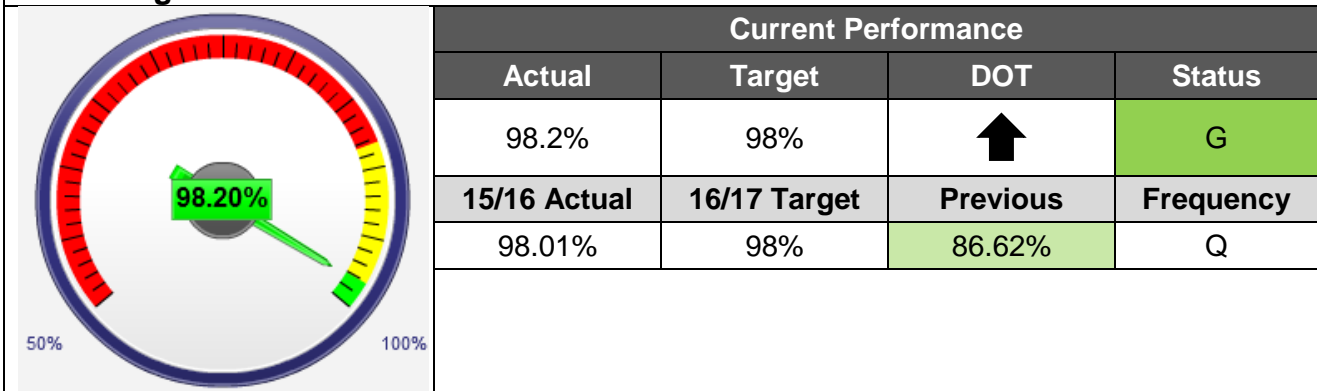 Current Performance
Actual Target DOT Status
98.2% 98% G
15/16 Actual 16/17 Target Previous Frequency
98.01% 98% 86.62% Q
98.20%
50% 100%